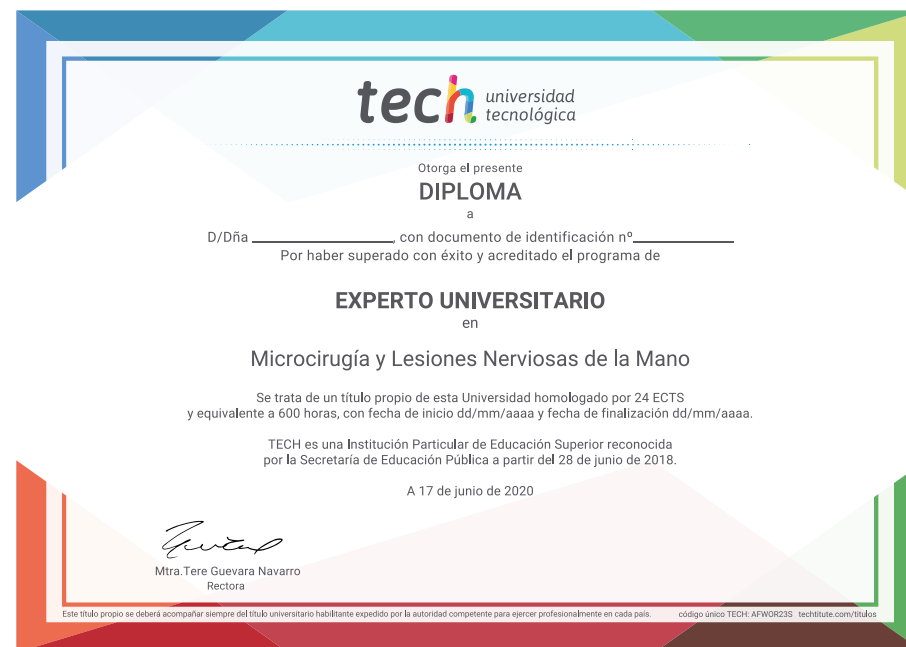 tech universidad
tecnológica
Otorga el presente
DIPLOMA
a
D/Dña ____________________, con documento de identificación nº______________
Por haber superado con éxito y acreditado el programa de
EXPERTO UNIVERSITARIO
en
Microcirugía y Lesiones Nerviosas de la Mano
Se trata de un título propio de esta Universidad homologado por 24 ECTS
y equivalente a 600 horas, con fecha de inicio dd/mm/aaaa y fecha de finalización dd/mm/aaaa.
TECH es una Institución Particular de Educación Superior reconocida
por la Secretaría de Educación Pública a partir del 28 de junio de 2018.
A 17 de junio de 2020
Mtra.Tere Guevara Navarro
Rectora
Este título propio se deberá acompañar siempre del título universitario habilitante expedido por la autoridad competente para ejercer profesionalmente en cada país. código único TECH: AFWOR23S techtitute.com/titulos